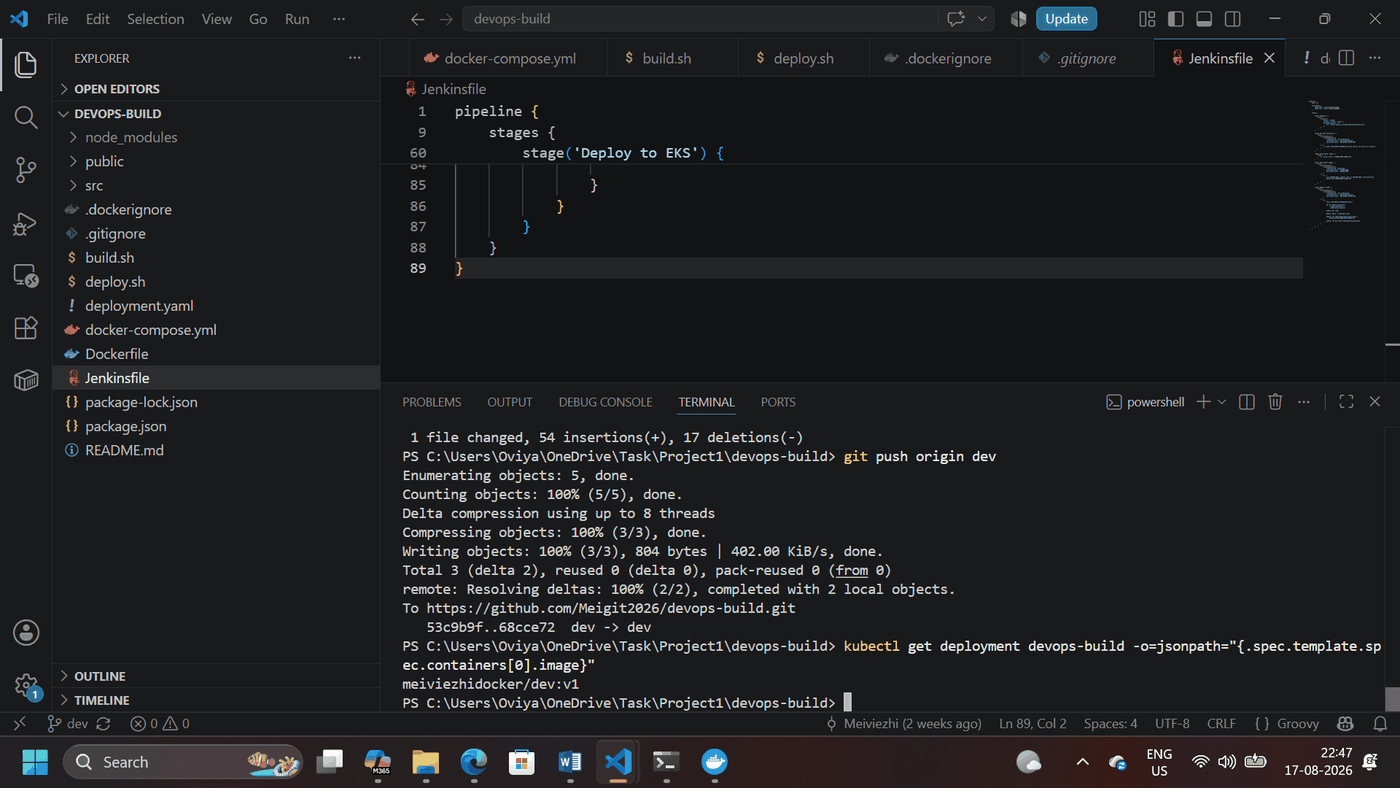 File Edit Selection View Go Run ··· devops-build Update
EXPLORER ···
OPEN EDITORS
DEVOPS-BUILD
node_modules
public
src
.dockerignore
.gitignore
$ build.sh
$ deploy.sh
! deployment.yaml
docker-compose.yml
Dockerfile
Jenkinsfile
{} package-lock.json
{} package.json
README.md
OUTLINE
TIMELINE
1
docker-compose.yml $ build.sh $ deploy.sh .dockerignore .gitignore Jenkinsfile ! d ···
Jenkinsfile
1 pipeline {
9 stages {
60 stage('Deploy to EKS') {
84
85 }
86 }
87 }
88 }
89 }
PROBLEMS OUTPUT DEBUG CONSOLE TERMINAL PORTS powershell ···
1 file changed, 54 insertions(+), 17 deletions(-)
PS C:\Users\Oviya\OneDrive\Task\Project1\devops-build> git push origin dev
Enumerating objects: 5, done.
Counting objects: 100% (5/5), done.
Delta compression using up to 8 threads
Compressing objects: 100% (3/3), done.
Writing objects: 100% (3/3), 804 bytes | 402.00 KiB/s, done.
Total 3 (delta 2), reused 0 (delta 0), pack-reused 0 (from 0)
remote: Resolving deltas: 100% (2/2), completed with 2 local objects.
To https://github.com/Meigit2026/devops-build.git
53c9b9f..68cce72 dev -> dev
PS C:\Users\Oviya\OneDrive\Task\Project1\devops-build> kubectl get deployment devops-build -o=jsonpath="{.spec.template.sp
ec.containers[0].image}"
meiviezhidocker/dev:v1
PS C:\Users\Oviya\OneDrive\Task\Project1\devops-build>
dev 0 0 Meiviezhi (2 weeks ago) Ln 89, Col 2 Spaces: 4 UTF-8 CRLF {} Groovy
Search M365 ENG US 22:47 17-08-2026